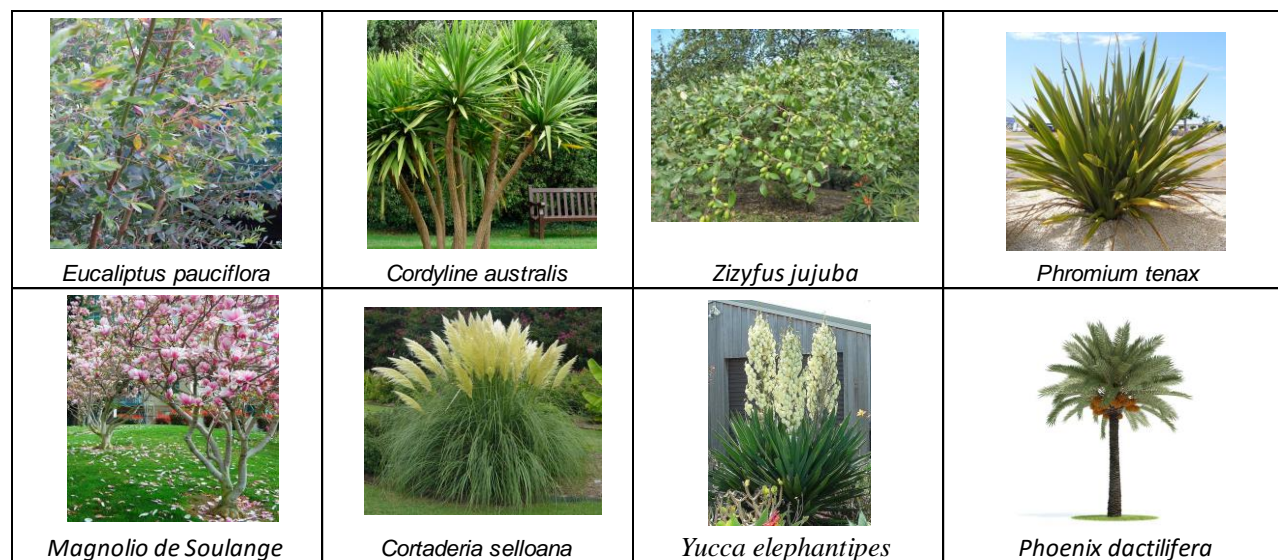 Eucaliptus pauciflora
Cordyline australis
Zizyfus jujuba
Phromium tenax
Magnolio de Soulange
Cortaderia selloana
Yucca elephantipes
Phoenix dactilifera